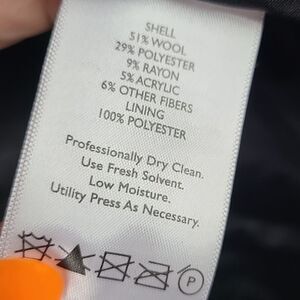 SHELL
51% WOOL
29% POLYESTER
9% RAYON
5% ACRYLIC
6% OTHER FIBERS
LINING
100% POLYESTER
Professionally Dry Clean.
Use Fresh Solvent.
Low Moisture.
Utility Press As Necessary.
P